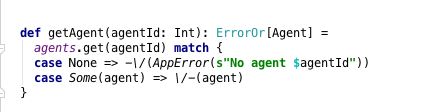 def getAgent(agentId: Int): ErrorOr[Agent] =
agents.get(agentId) match {
case None => -\/(AppError(s"No agent $agentId"))
case Some(agent) => \/-(agent)
}